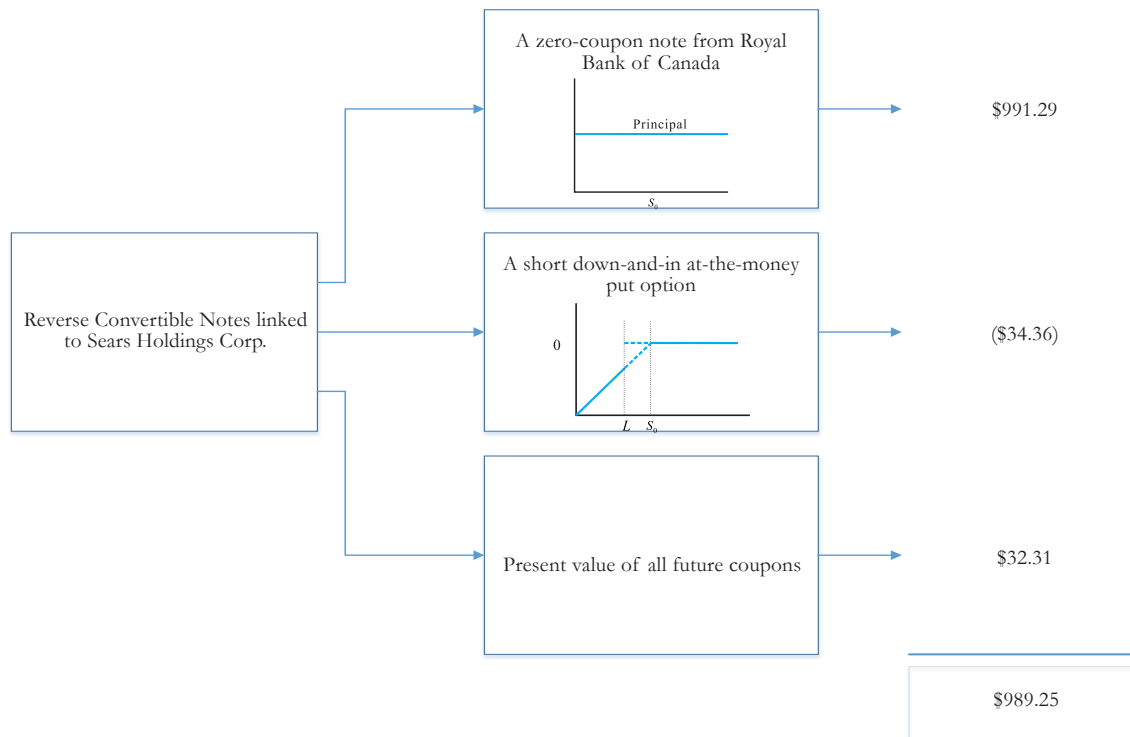 A zero-coupon note from Royal
Bank of Canada
Principal
S₀
$991.29
Reverse Convertible Notes linked
to Sears Holdings Corp.
A short down-and-in at-the-money
put option
0
L S₀
($34.36)
Present value of all future coupons
$32.31
$989.25